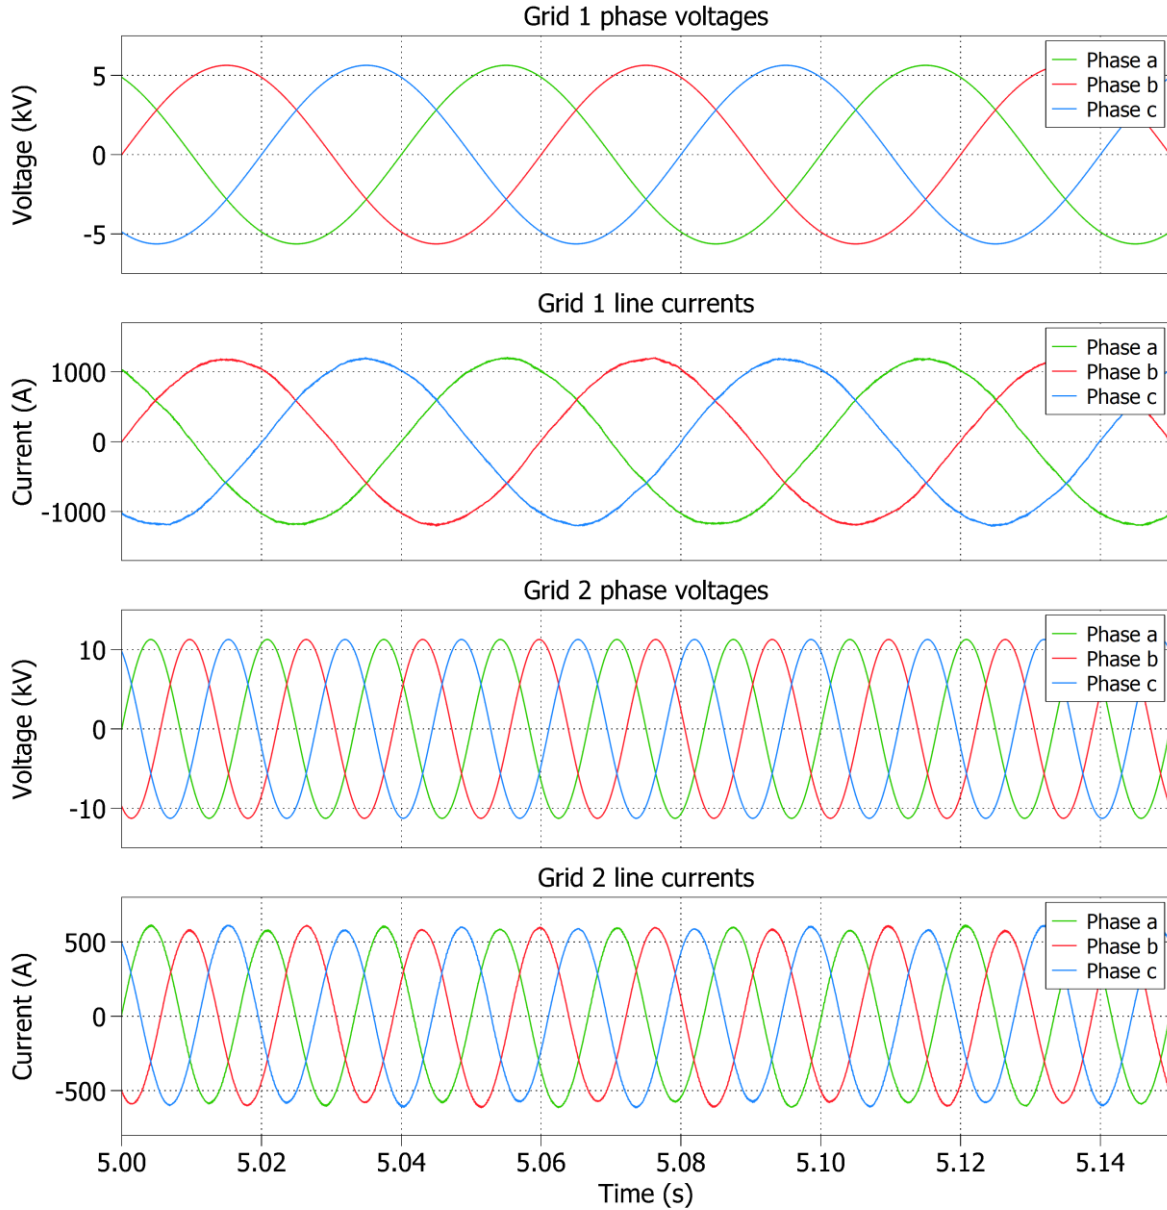 Grid 1 phase voltages
Voltage (kV)
5
0
-5
Phase a
Phase b
Phase c
Grid 1 line currents
Current (A)
1000
0
-1000
Phase a
Phase b
Phase c
Grid 2 phase voltages
Voltage (kV)
10
0
-10
Phase a
Phase b
Phase c
Grid 2 line currents
Current (A)
500
0
-500
Phase a
Phase b
Phase c
5.00 5.02 5.04 5.06 5.08 5.10 5.12 5.14
Time (s)